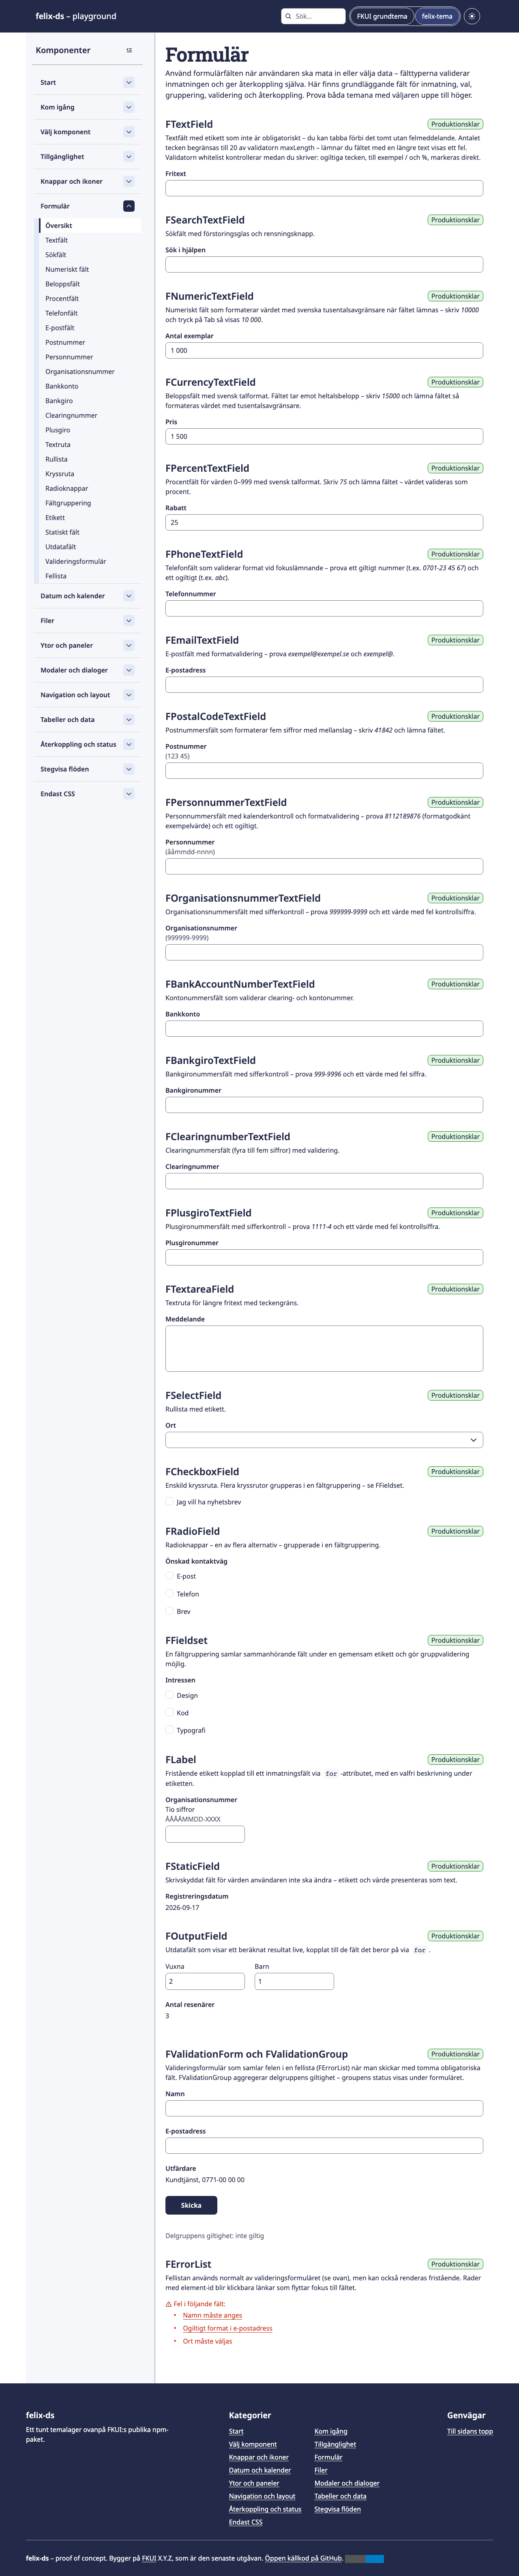 felix-ds – playground
Sök...
FKUI grundtema
felix-tema
Komponenter
Start
Kom igång
Välj komponent
Tillgänglighet
Knappar och ikoner
Formulär
Översikt
Textfält
Sökfält
Numeriskt fält
Beloppsfält
Procentfält
Telefonfält
E-postfält
Postnummer
Personnummer
Organisationsnummer
Bankkonto
Bankgiro
Clearingnummer
Plusgiro
Textruta
Rullista
Kryssruta
Radioknappar
Fältgruppering
Etikett
Statiskt fält
Utdatafält
Valideringsformulär
Fellista
Datum och kalender
Filer
Ytor och paneler
Modaler och dialoger
Navigation och layout
Tabeller och data
Återkoppling och status
Stegvisa flöden
Endast CSS
Formulär
Använd formulärfälten när användaren ska mata in eller välja data – fälttyperna validerar
inmatningen och ger återkoppling själva. Här finns grundläggande fält för inmatning, val,
gruppering, validering och återkoppling. Prova båda temana med väljaren uppe till höger.
FTextField
Produktionsklar
Textfält med etikett som inte är obligatoriskt – du kan tabba förbi det tomt utan felmeddelande. Antalet
tecken begränsas till 20 av validatorn maxLength – lämnar du fältet med en längre text visas ett fel.
Validatorn whitelist kontrollerar medan du skriver: ogiltiga tecken, till exempel / och %, markeras direkt.
Fritext
FSearchTextField
Produktionsklar
Sökfält med förstoringsglas och rensningsknapp.
Sök i hjälpen
FNumericTextField
Produktionsklar
Numeriskt fält som formaterar värdet med svenska tusentalsavgränsare när fältet lämnas – skriv 10000
och tryck på Tab så visas 10 000.
Antal exemplar
1 000
FCurrencyTextField
Produktionsklar
Beloppsfält med svensk talformat. Fältet tar emot heltalsbelopp – skriv 15000 och lämna fältet så
formateras värdet med tusentalsavgränsare.
Pris
1 500
FPercentTextField
Produktionsklar
Procentfält för värden 0–999 med svensk talformat. Skriv 75 och lämna fältet – värdet valideras som
procent.
Rabatt
25
FPhoneTextField
Produktionsklar
Telefonfält som validerar format vid fokuslämnande – prova ett giltigt nummer (t.ex. 0701-23 45 67) och
ett ogiltigt (t.ex. abc).
Telefonnummer
FEmailTextField
Produktionsklar
E-postfält med formatvalidering – prova exempel@exempel.se och exempel@.
E-postadress
FPostalCodeTextField
Produktionsklar
Postnummersfält som formaterar fem siffror med mellanslag – skriv 41842 och lämna fältet.
Postnummer
(123 45)
FPersonnummerTextField
Produktionsklar
Personnummersfält med kalenderkontroll och formatvalidering – prova 8112189876 (formatgodkänt
exempelvärde) och ett ogiltigt.
Personnummer
(ååmmdd-nnnn)
FOrganisationsnummerTextField
Produktionsklar
Organisationsnummersfält med sifferkontroll – prova 999999-9999 och ett värde med fel kontrollsiffra.
Organisationsnummer
(999999-9999)
FBankAccountNumberTextField
Produktionsklar
Kontonummersfält som validerar clearing- och kontonummer.
Bankkonto
FBankgiroTextField
Produktionsklar
Bankgironummersfält med sifferkontroll – prova 999-9996 och ett värde med fel siffra.
Bankgironummer
FClearingnumberTextField
Produktionsklar
Clearingnummersfält (fyra till fem siffror) med validering.
Clearingnummer
FPlusgiroTextField
Produktionsklar
Plusgironummersfält med sifferkontroll – prova 1111-4 och ett värde med fel kontrollsiffra.
Plusgironummer
FTextareaField
Produktionsklar
Textruta för längre fritext med teckengräns.
Meddelande
FSelectField
Produktionsklar
Rullista med etikett.
Ort
FCheckboxField
Produktionsklar
Enskild kryssruta. Flera kryssrutor grupperas i en fältgruppering – se FFieldset.
Jag vill ha nyhetsbrev
FRadioField
Produktionsklar
Radioknappar – en av flera alternativ – grupperade i en fältgruppering.
Önskad kontaktväg
E-post
Telefon
Brev
FFieldset
Produktionsklar
En fältgruppering samlar sammanhörande fält under en gemensam etikett och gör gruppvalidering
möjlig.
Intressen
Design
Kod
Typografi
FLabel
Produktionsklar
Fristående etikett kopplad till ett inmatningsfält via for -attributet, med en valfri beskrivning under
etiketten.
Organisationsnummer
Tio siffror
ÅÅÅÅMMDD-XXXX
FStaticField
Produktionsklar
Skrivskyddat fält för värden användaren inte ska ändra – etikett och värde presenteras som text.
Registreringsdatum
2026-09-17
FOutputField
Produktionsklar
Utdatafält som visar ett beräknat resultat live, kopplat till de fält det beror på via for .
Vuxna
Barn
2
1
Antal resenärer
3
FValidationForm och FValidationGroup
Produktionsklar
Valideringsformulär som samlar felen i en fellista (FErrorList) när man skickar med tomma obligatoriska
fält. FValidationGroup aggregerar delgruppens giltighet – groupens status visas under formuläret.
Namn
E-postadress
Utfärdare
Kundtjänst, 0771-00 00 00
Skicka
Delgruppens giltighet: inte giltig
FErrorList
Produktionsklar
Fellistan används normalt av valideringsformuläret (se ovan), men kan också renderas fristående. Rader
med element-id blir klickbara länkar som flyttar fokus till fältet.
Fel i följande fält:
• Namn måste anges
• Ogiltigt format i e-postadress
• Ort måste väljas
felix-ds
Ett tunt temalager ovanpå FKUI:s publika npm-
paket.
Kategorier
Start
Kom igång
Välj komponent
Tillgänglighet
Knappar och ikoner
Formulär
Datum och kalender
Filer
Ytor och paneler
Modaler och dialoger
Navigation och layout
Tabeller och data
Återkoppling och status
Stegvisa flöden
Endast CSS
Genvägar
Till sidans topp
felix-ds – proof of concept. Bygger på FKUI X.Y.Z, som är den senaste utgåvan. Öppen källkod på GitHub.